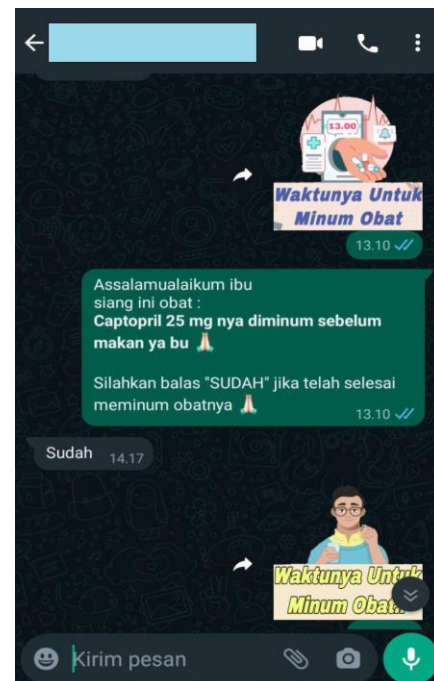 13.00
Waktunya Untuk
Minum Obat
13.10
Assalamualaikum ibu
siang ini obat :
Captopril 25 mg nya diminum sebelum
makan ya bu 🙏🏻
Silahkan balas "SUDAH" jika telah selesai
meminum obatnya 🙏🏻
13.10
Sudah 14.17
Waktunya Untuk
Minum Obat
Kirim pesan